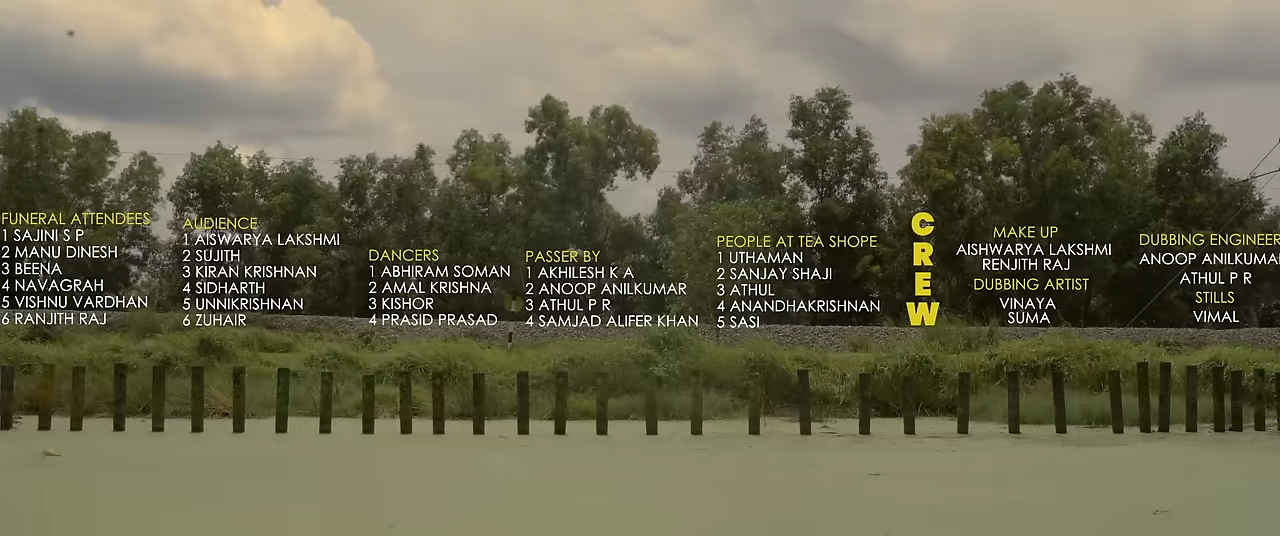 FUNERAL ATTENDEES
1 SAJINI S P
2 MANU DINESH
3 BEENA
4 NAVAGRAH
5 VISHNU VARDHAN
6 RANJITH RAJ
AUDIENCE
1 AISWARYA LAKSHMI
2 SUJITH
3 KIRAN KRISHNAN
4 SIDHARTH
5 UNNIKRISHNAN
6 ZUHAIR
DANCERS
1 ABHIRAM SOMAN
2 AMAL KRISHNA
3 KISHOR
4 PRASID PRASAD
PASSER BY
1 AKHILESH K A
2 ANOOP ANILKUMAR
3 ATHUL P R
4 SAMJAD ALIFER KHAN
PEOPLE AT TEA SHOPE
1 UTHAMAN
2 SANJAY SHAJI
3 ATHUL
4 ANANDHAKRISHNAN
5 SASI
CREW
MAKE UP
AISHWARYA LAKSHMI
RENJITH RAJ
DUBBING ARTIST
VINAYA
SUMA
DUBBING ENGINEER
ANOOP ANILKUMA
ATHUL P R
STILLS
VIMAL